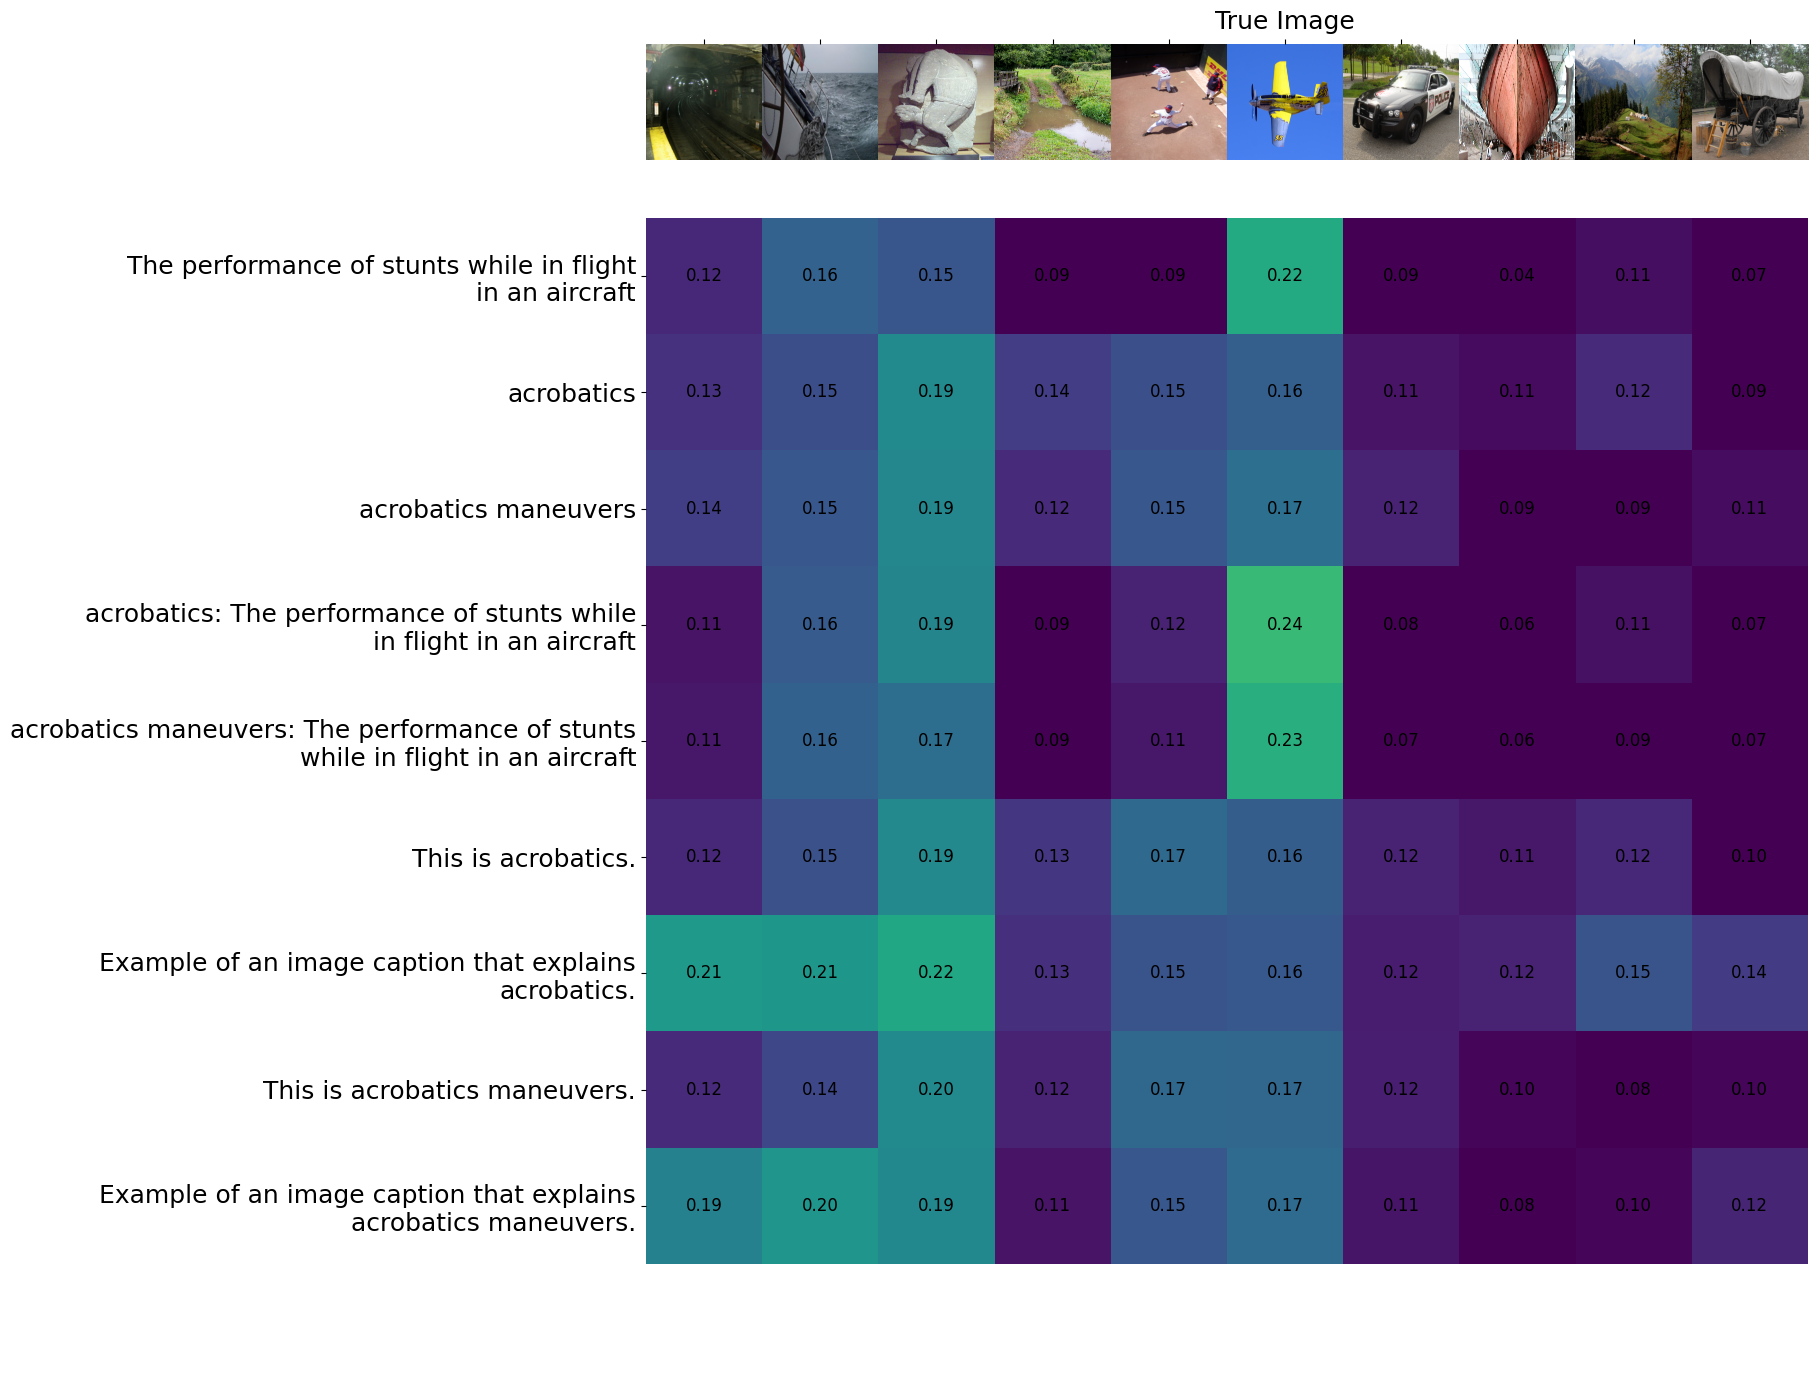 True Image
POLICE
The performance of stunts while in flight
in an aircraft
0.12 0.16 0.15 0.09 0.09 0.22 0.09 0.04 0.11 0.07
acrobatics
0.13 0.15 0.19 0.14 0.15 0.16 0.11 0.11 0.12 0.09
acrobatics maneuvers
0.14 0.15 0.19 0.12 0.15 0.17 0.12 0.09 0.09 0.11
acrobatics: The performance of stunts while
in flight in an aircraft
0.11 0.16 0.19 0.09 0.12 0.24 0.08 0.06 0.11 0.07
acrobatics maneuvers: The performance of stunts
while in flight in an aircraft
0.11 0.16 0.17 0.09 0.11 0.23 0.07 0.06 0.09 0.07
This is acrobatics.
0.12 0.15 0.19 0.13 0.17 0.16 0.12 0.11 0.12 0.10
Example of an image caption that explains
acrobatics.
0.21 0.21 0.22 0.13 0.15 0.16 0.12 0.12 0.15 0.14
This is acrobatics maneuvers.
0.12 0.14 0.20 0.12 0.17 0.17 0.12 0.10 0.08 0.10
Example of an image caption that explains
acrobatics maneuvers.
0.19 0.20 0.19 0.11 0.15 0.17 0.11 0.08 0.10 0.12